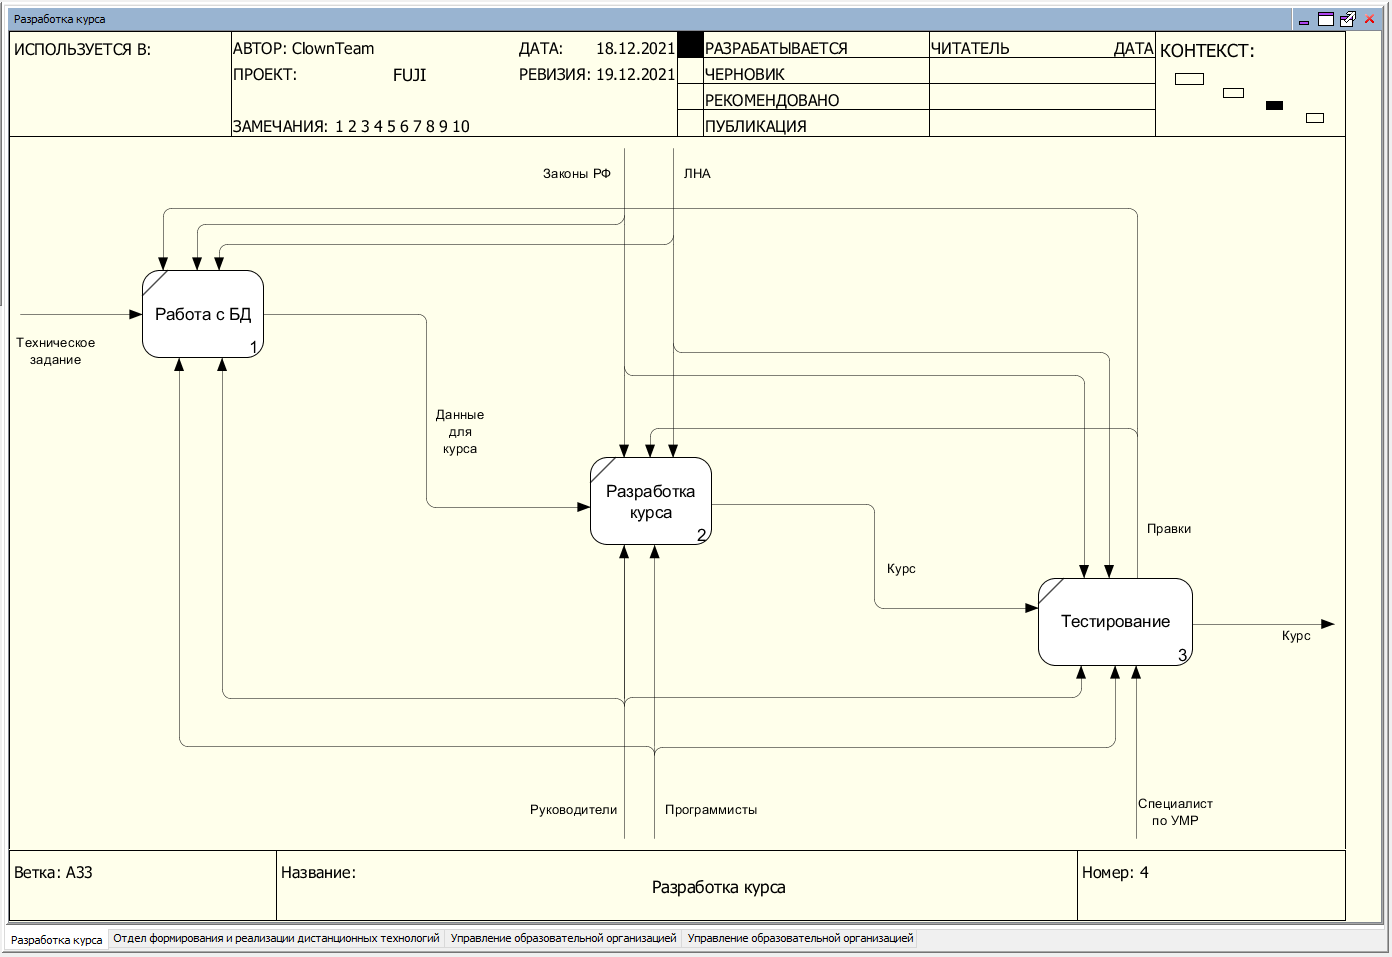 Разработка курса
ИСПОЛЬЗУЕТСЯ В:
АВТОР: ClownTeam
ДАТА: 18.12.2021
ПРОЕКТ: FUJI
РЕВИЗИЯ: 19.12.2021
ЗАМЕЧАНИЯ: 1 2 3 4 5 6 7 8 9 10
РАЗРАБАТЫВАЕТСЯ
ЧЕРНОВИК
РЕКОМЕНДОВАНО
ПУБЛИКАЦИЯ
ЧИТАТЕЛЬ ДАТА
КОНТЕКСТ:
Законы РФ
ЛНА
Работа с БД
1
Техническое
задание
Данные
для
курса
Разработка
курса
2
Правки
Курс
Тестирование
3
Курс
Руководители
Программисты
Специалист
по УМР
Ветка: A33
Название:
Разработка курса
Номер: 4
Разработка курса
Отдел формирования и реализации дистанционных технологий
Управление образовательной организацией
Управление образовательной организацией